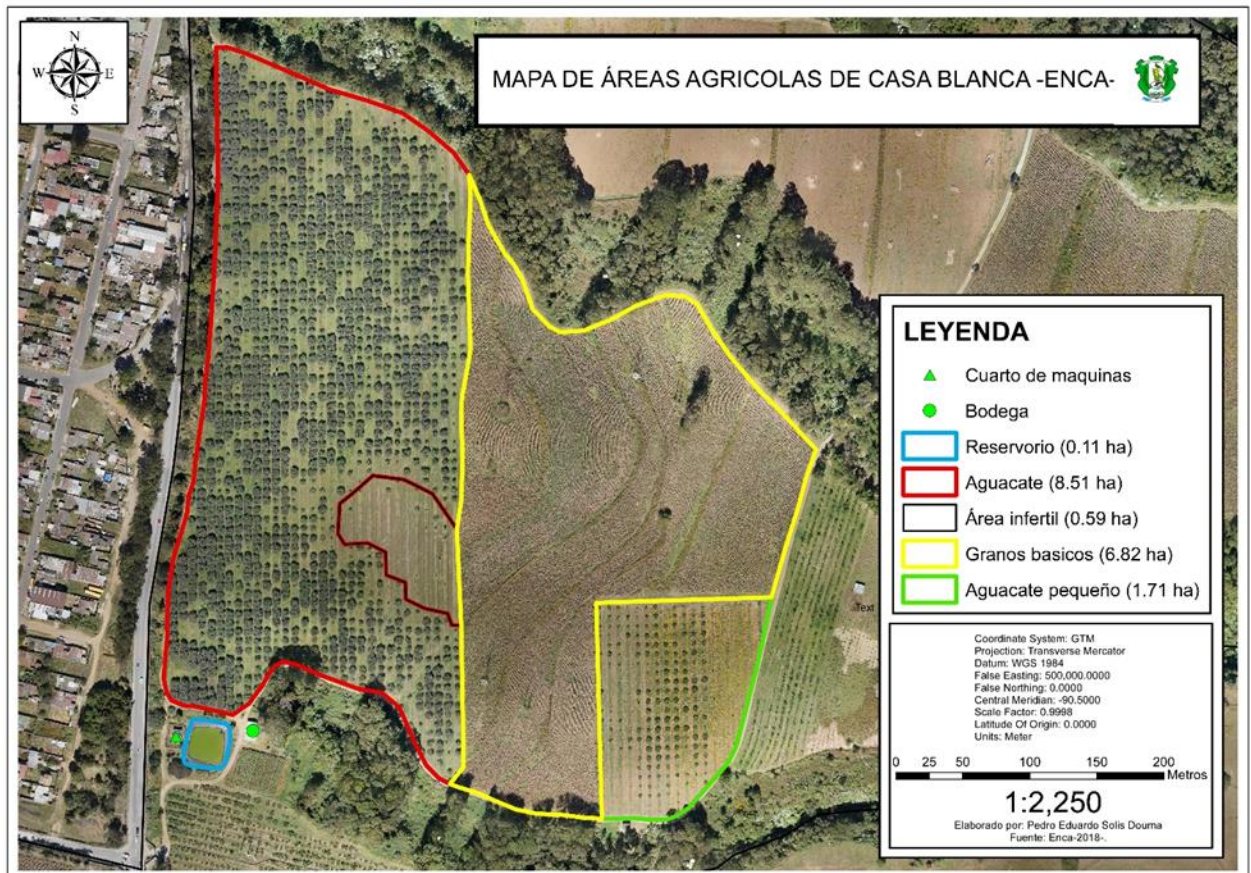 N
W E
S
MAPA DE ÁREAS AGRICOLAS DE CASA BLANCA -ENCA-
LEYENDA
Cuarto de maquinas
Bodega
Reservorio (0.11 ha)
Aguacate (8.51 ha)
Área infertil (0.59 ha)
Granos basicos (6.82 ha)
Aguacate pequeño (1.71 ha)
Text
Coordinate System: GTM
Projection: Transverse Mercator
Datum: WGS 1984
False Easting: 500,000.0000
False Northing: 0.0000
Central Meridian: -90.5000
Scale Factor: 0.9998
Latitude Of Origin: 0.0000
Units: Meter
0 25 50 100 150 200
Metros
1:2,250
Elaborado por: Pedro Eduardo Solis Douma
Fuente: Enca-2018-.